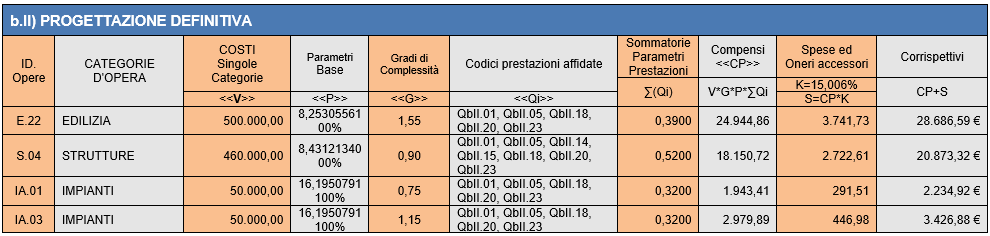 b.II) PROGETTAZIONE DEFINITIVA
ID.
Opere
CATEGORIE
D'OPERA
COSTI
Singole
Categorie
<<V>>
Parametri
Base
<<P>>
Gradi di
Complessità
<<G>>
Codici prestazioni affidate
<<Qi>>
Sommatorie
Parametri
Prestazioni
∑(Qi)
Compensi
<<CP>>
V*G*P*∑Qi
Spese ed
Oneri accessori
K=15,006%
S=CP*K
Corrispettivi
CP+S
E.22
EDILIZIA
500.000,00
8,25305561
00%
1,55
QbII.01, QbII.05, QbII.18,
QbII.20, QbII.23
0,3900
24.944,86
3.741,73
28.686,59 €
S.04
STRUTTURE
460.000,00
8,43121340
00%
0,90
QbII.01, QbII.05, QbII.14,
QbII.15, QbII.18, QbII.20,
QbII.23
0,5200
18.150,72
2.722,61
20.873,32 €
IA.01
IMPIANTI
50.000,00
16,1950791
100%
0,75
QbII.01, QbII.05, QbII.18,
QbII.20, QbII.23
0,3200
1.943,41
291,51
2.234,92 €
IA.03
IMPIANTI
50.000,00
16,1950791
100%
1,15
QbII.01, QbII.05, QbII.18,
QbII.20, QbII.23
0,3200
2.979,89
446,98
3.426,88 €